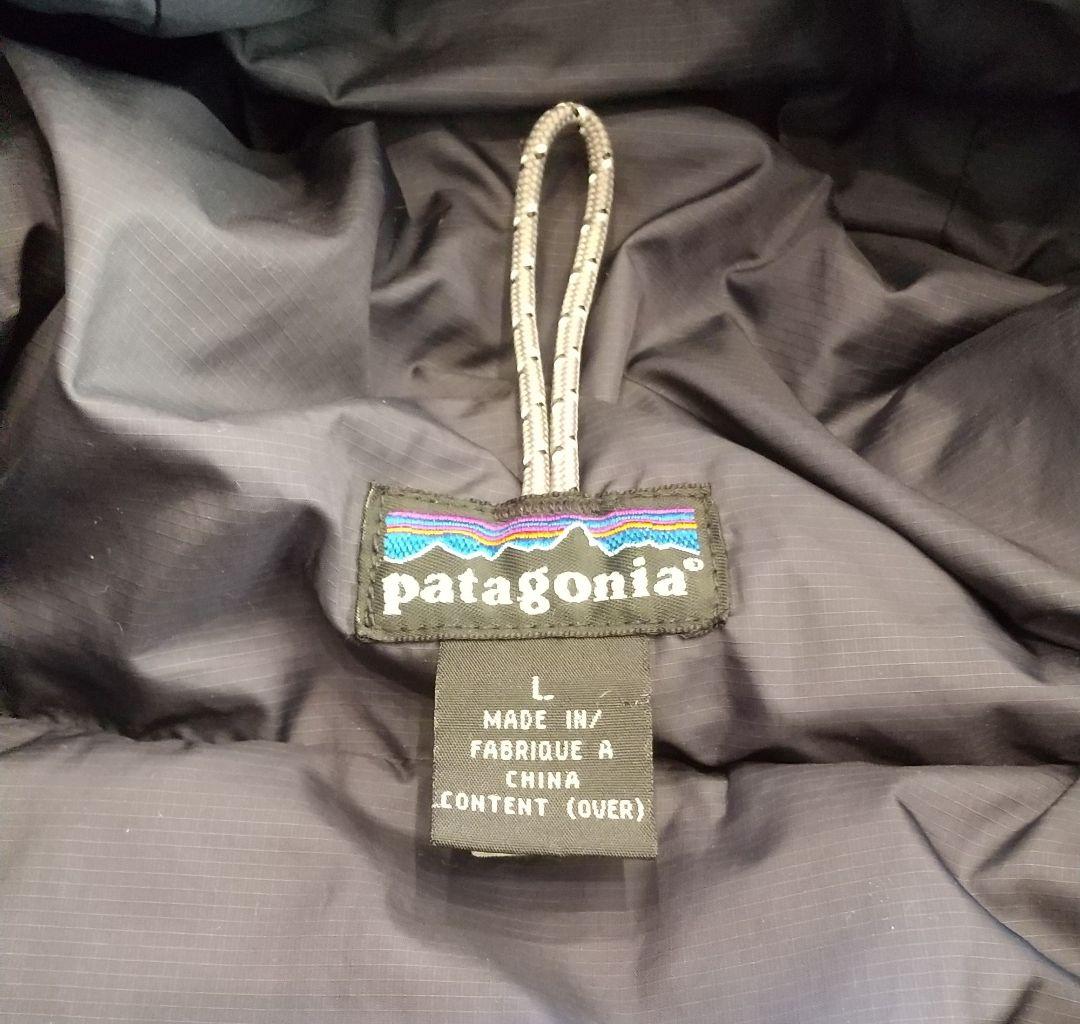 patagonia®
L
MADE IN/
FABRIQUE A
CHINA
CONTENT (OVER)